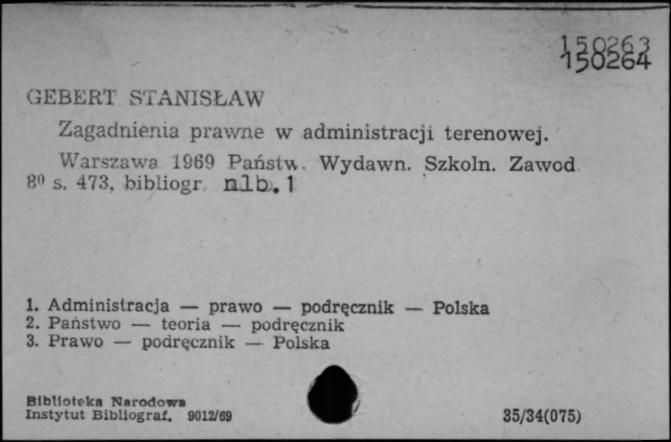 150263
150264
GEBERT STANISŁAW
Zagadnienia prawne w administracji terenowej.
Warszawa 1969 Państw. Wydawn. Szkoln. Zawod.
8⁰ s. 473, bibliogr. nlb. 1
1. Administracja — prawo — podręcznik — Polska
2. Państwo — teoria — podręcznik
3. Prawo — podręcznik — Polska
Biblioteka Narodowa
Instytut Bibliograf. 9012/69
35/34(075)